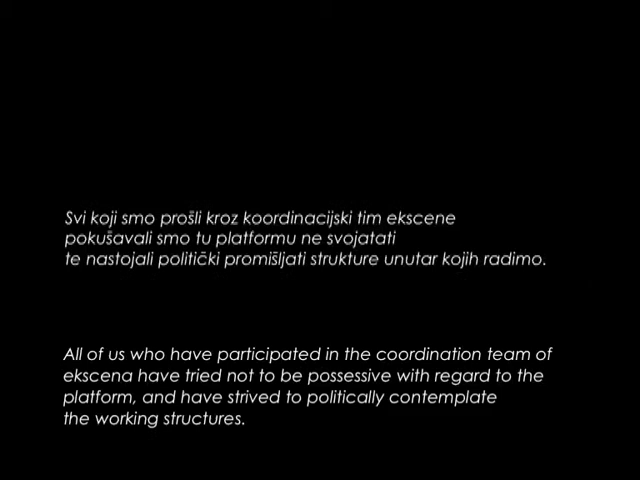 Svi koji smo prošli kroz koordinacijski tim ekscene
pokušavali smo tu platformu ne svojatati
te nastojali politički promišljati strukture unutar kojih radimo.
All of us who have participated in the coordination team of
ekscena have tried not to be possessive with regard to the
platform, and have strived to politically contemplate
the working structures.